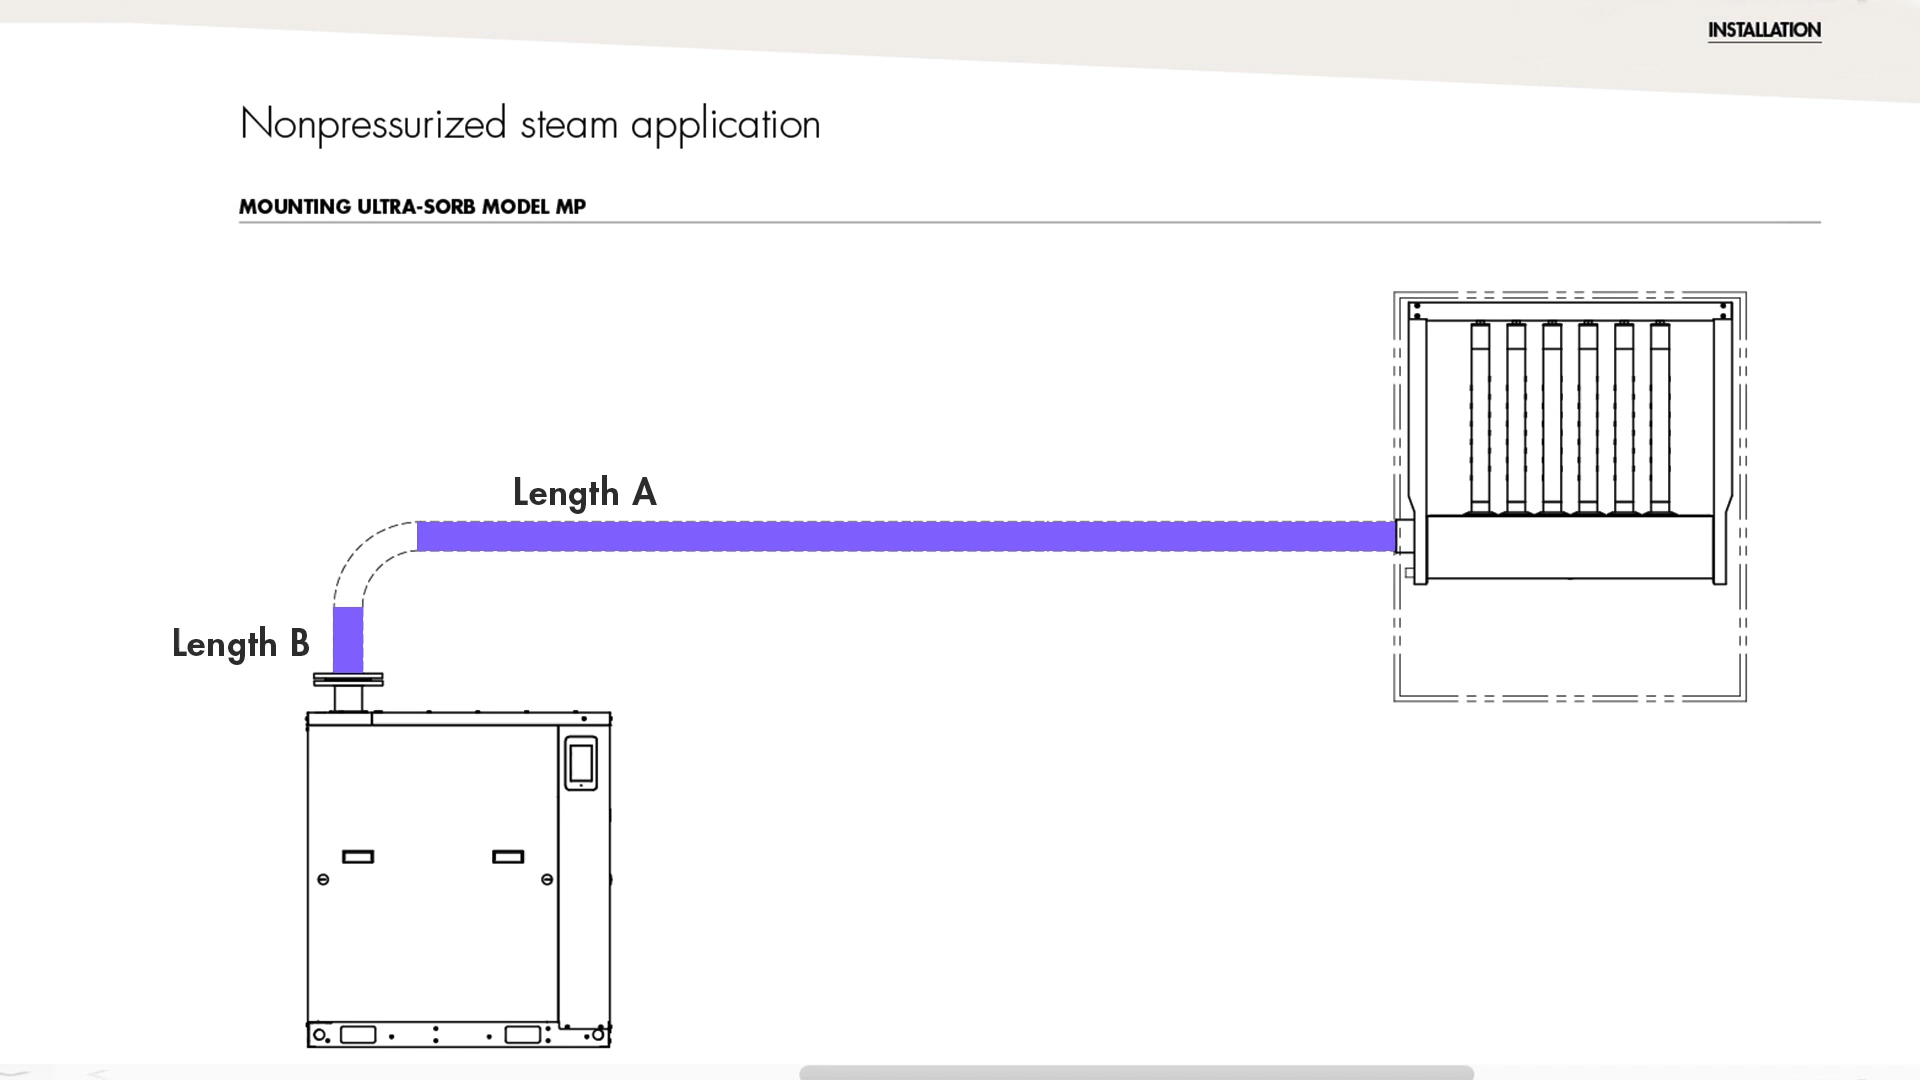 INSTALLATION
Nonpressurized steam application
MOUNTING ULTRA-SORB MODEL MP
Length A
Length B